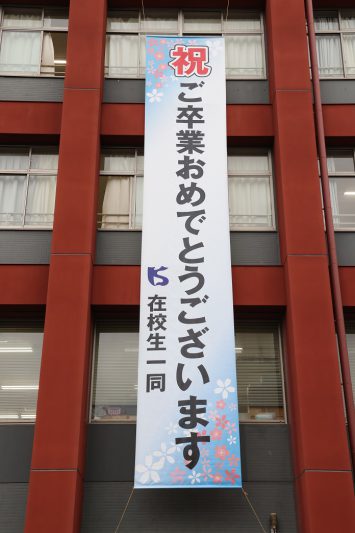 祝
ご卒業おめでとうございます
在校生一同